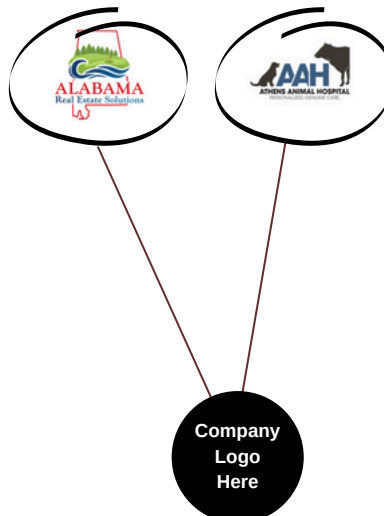 ALABAMA
Real Estate Solutions
AAH
ATHENS ANIMAL HOSPITAL
PERSONALIZED, GENUINE CARE.
Company
Logo
Here